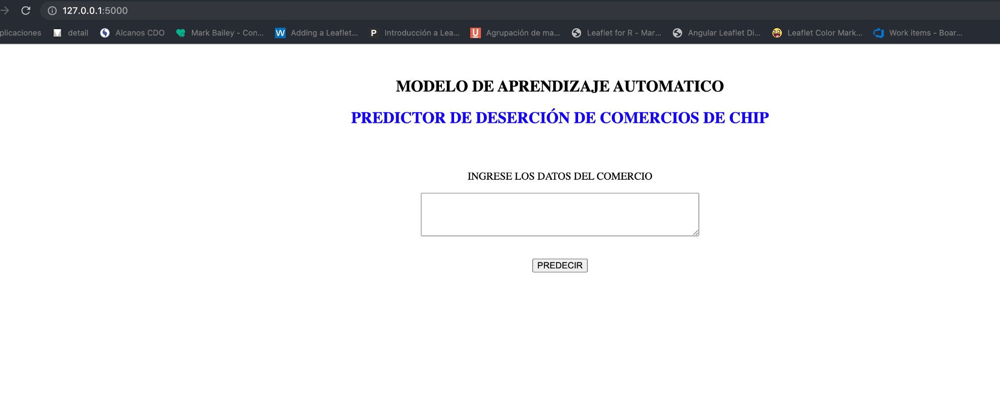 127.0.0.1:5000
plicaciones detail Alcanos CDO Mark Bailey - Con... W Adding a Leaflet... P Introducción a Lea... U Agrupación de ma... Leaflet for R - Mar... Angular Leaflet Di... Leaflet Color Mark... Work items - Boar...
MODELO DE APRENDIZAJE AUTOMATICO
PREDICTOR DE DESERCIÓN DE COMERCIOS DE CHIP
INGRESE LOS DATOS DEL COMERCIO
PREDECIR